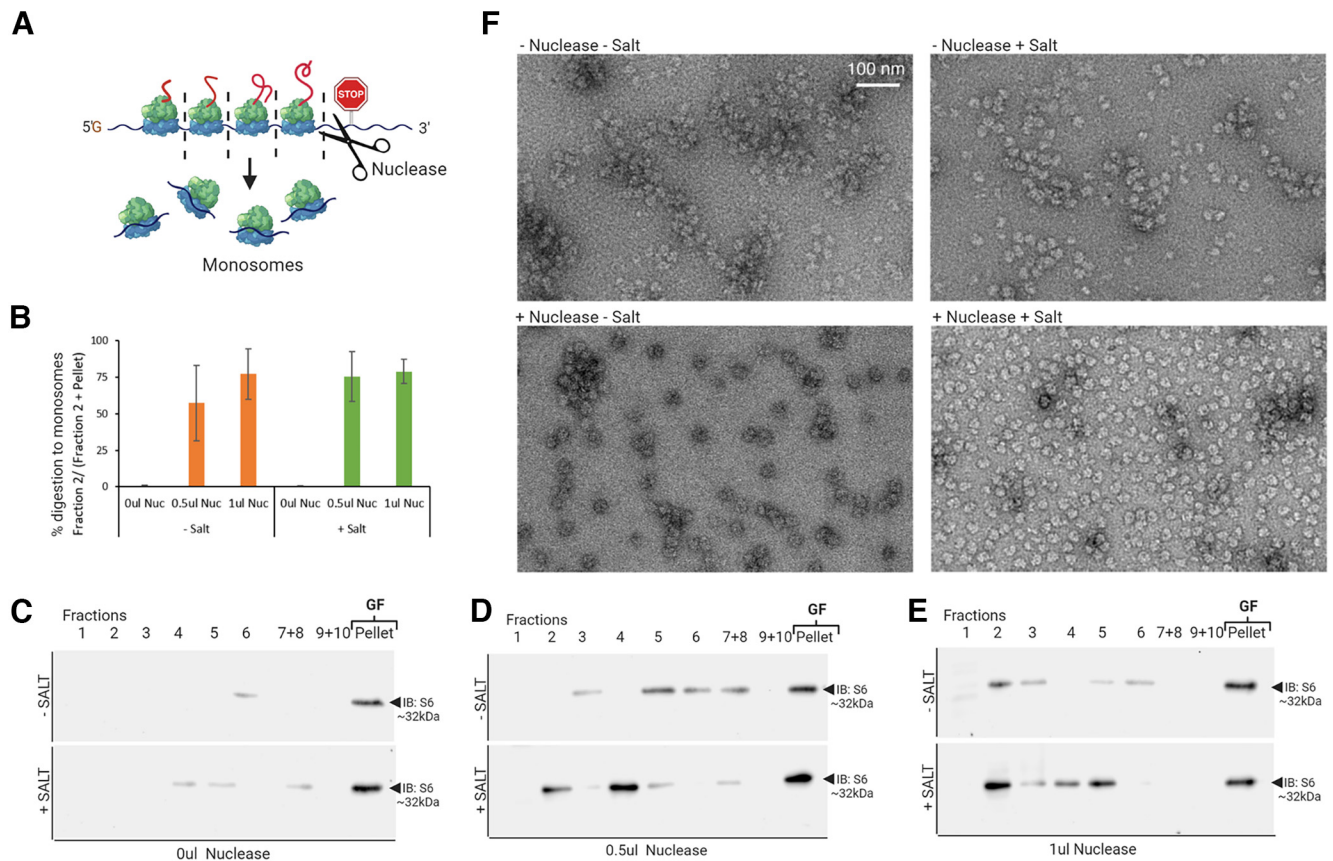 A
STOP
5'G
3'
Nuclease
Monosomes
B
% digestion to monosomes
Fraction 2/ (Fraction 2 + Pellet)
100
75
50
25
0
0ul Nuc 0.5ul Nuc 1ul Nuc 0ul Nuc 0.5ul Nuc 1ul Nuc
- Salt + Salt
F
- Nuclease - Salt
100 nm
- Nuclease + Salt
+ Nuclease - Salt
+ Nuclease + Salt
C
Fractions
GF
1 2 3 4 5 6 7+8 9+10 Pellet
- SALT
IB: S6
~32kDa
+ SALT
IB: S6
~32kDa
0ul Nuclease
D
Fractions
GF
1 2 3 4 5 6 7+8 9+10 Pellet
- SALT
IB: S6
~32kDa
+ SALT
IB: S6
~32kDa
0.5ul Nuclease
E
Fractions
GF
1 2 3 4 5 6 7+8 9+10 Pellet
- SALT
IB: S6
~32kDa
+ SALT
IB: S6
~32kDa
1ul Nuclease